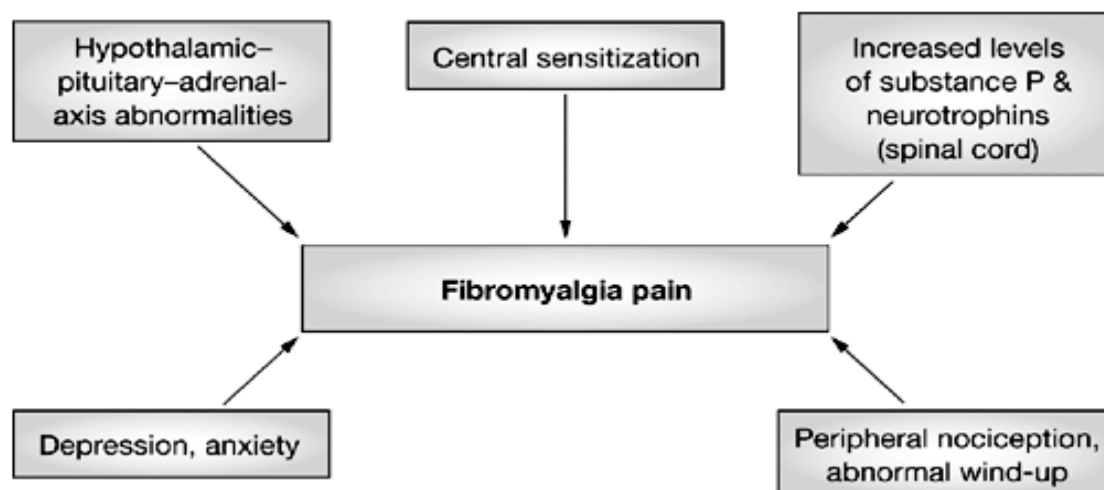 Hypothalamic–
pituitary–adrenal-
axis abnormalities
Central sensitization
Increased levels
of substance P &
neurotrophins
(spinal cord)
Fibromyalgia pain
Depression, anxiety
Peripheral nociception,
abnormal wind-up